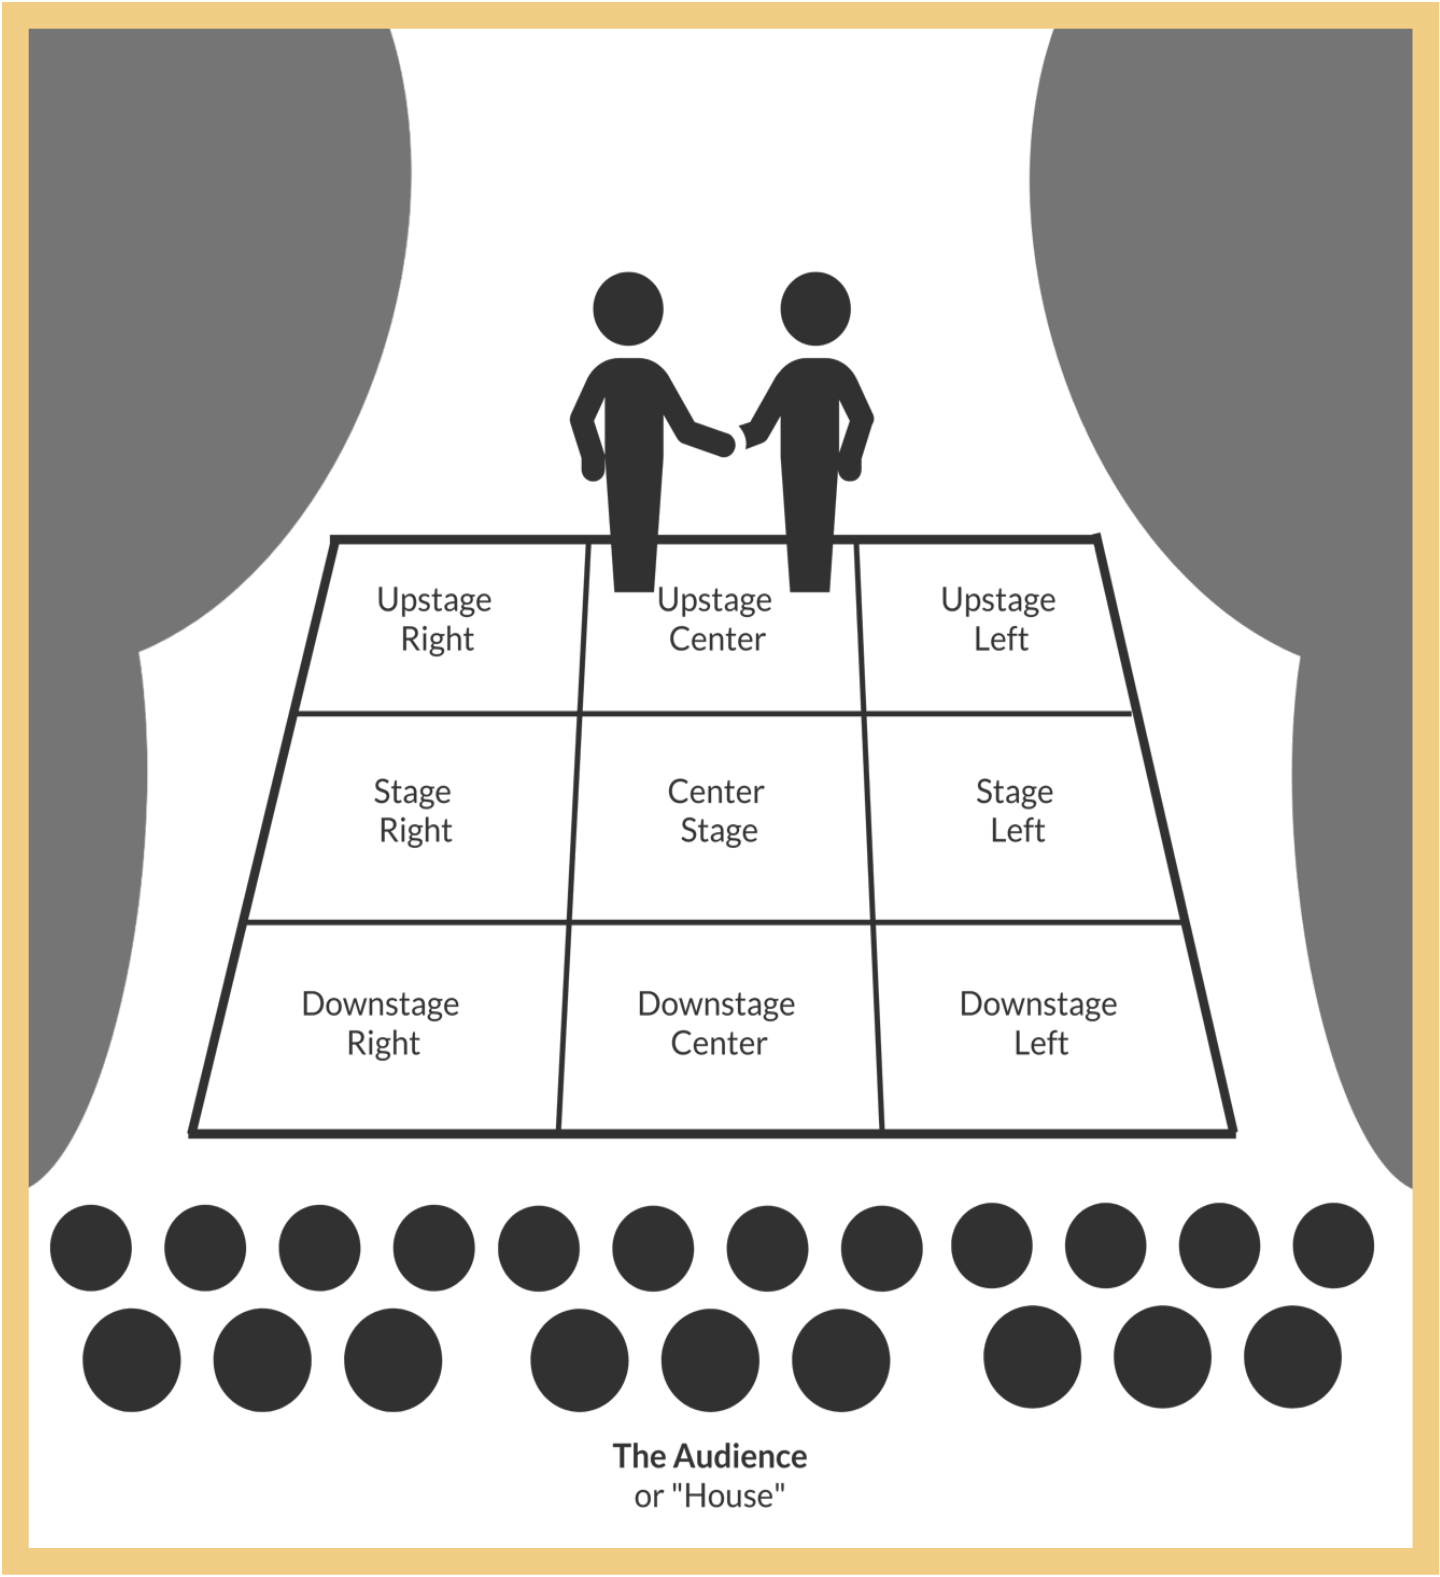 Upstage
Right
Upstage
Center
Upstage
Left
Stage
Right
Center
Stage
Stage
Left
Downstage
Right
Downstage
Center
Downstage
Left
The Audience
or "House"